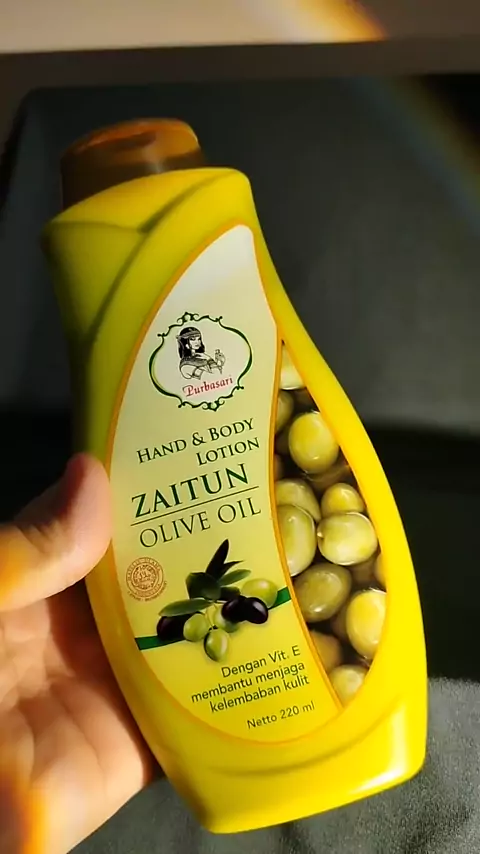 Purbasari
HAND & BODY
LOTION
ZAITUN
OLIVE OIL
Dengan Vit. E
membantu menjaga
kelembaban kulit
Netto 220 ml